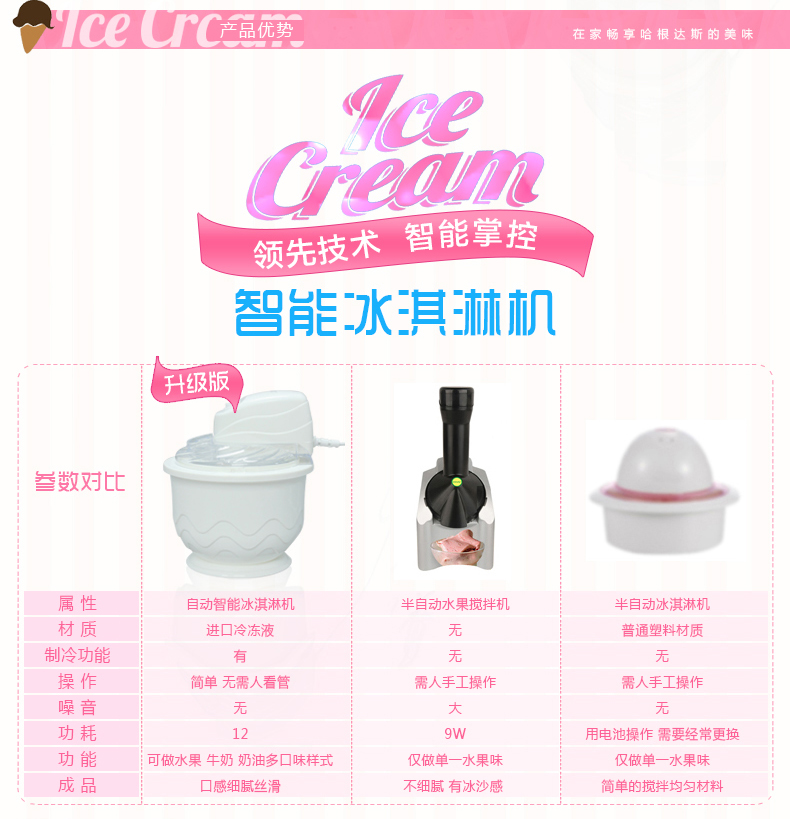 Ice Cream
产品优势
在家畅享哈根达斯的美味
Ice
Cream
领先技术 智能掌控
智能冰淇淋机
升级版
参数对比
属性 自动智能冰淇淋机 半自动水果搅拌机 半自动冰淇淋机
材质 进口冷冻液 无 普通塑料材质
制冷功能 有 无 无
操作 简单 无需人看管 需人手工操作 需人手工操作
噪音 无 大 无
功耗 12 9W 用电池操作 需要经常更换
功能 可做水果 牛奶 奶油多口味样式 仅做单一水果味 仅做单一水果味
成品 口感细腻丝滑 不细腻 有冰沙感 简单的搅拌均匀材料